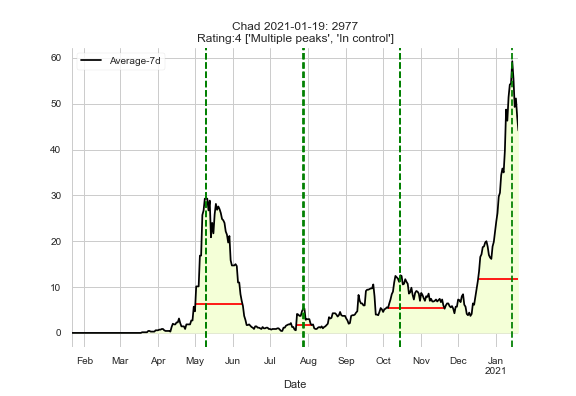 Chad 2021-01-19: 2977
Rating:4 ['Multiple peaks', 'In control']
Average-7d
60
50
40
30
20
10
0
Feb Mar Apr May Jun Jul Aug Sep Oct Nov Dec Jan
2021
Date